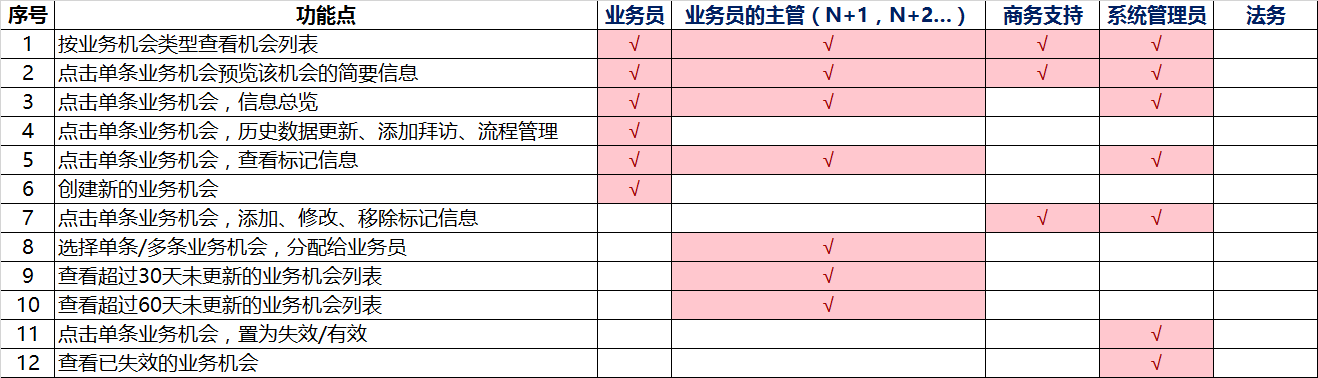 序号 功能点 业务员 业务员的主管（N+1，N+2…） 商务支持 系统管理员 法务
1 按业务机会类型查看机会列表 √ √ √ √
2 点击单条业务机会预览该机会的简要信息 √ √ √ √
3 点击单条业务机会，信息总览 √ √ √
4 点击单条业务机会，历史数据更新、添加拜访、流程管理 √
5 点击单条业务机会，查看标记信息 √ √ √
6 创建新的业务机会 √
7 点击单条业务机会，添加、修改、移除标记信息 √ √
8 选择单条/多条业务机会，分配给业务员 √
9 查看超过30天未更新的业务机会列表 √
10 查看超过60天未更新的业务机会列表 √
11 点击单条业务机会，置为失效/有效 √
12 查看已失效的业务机会 √